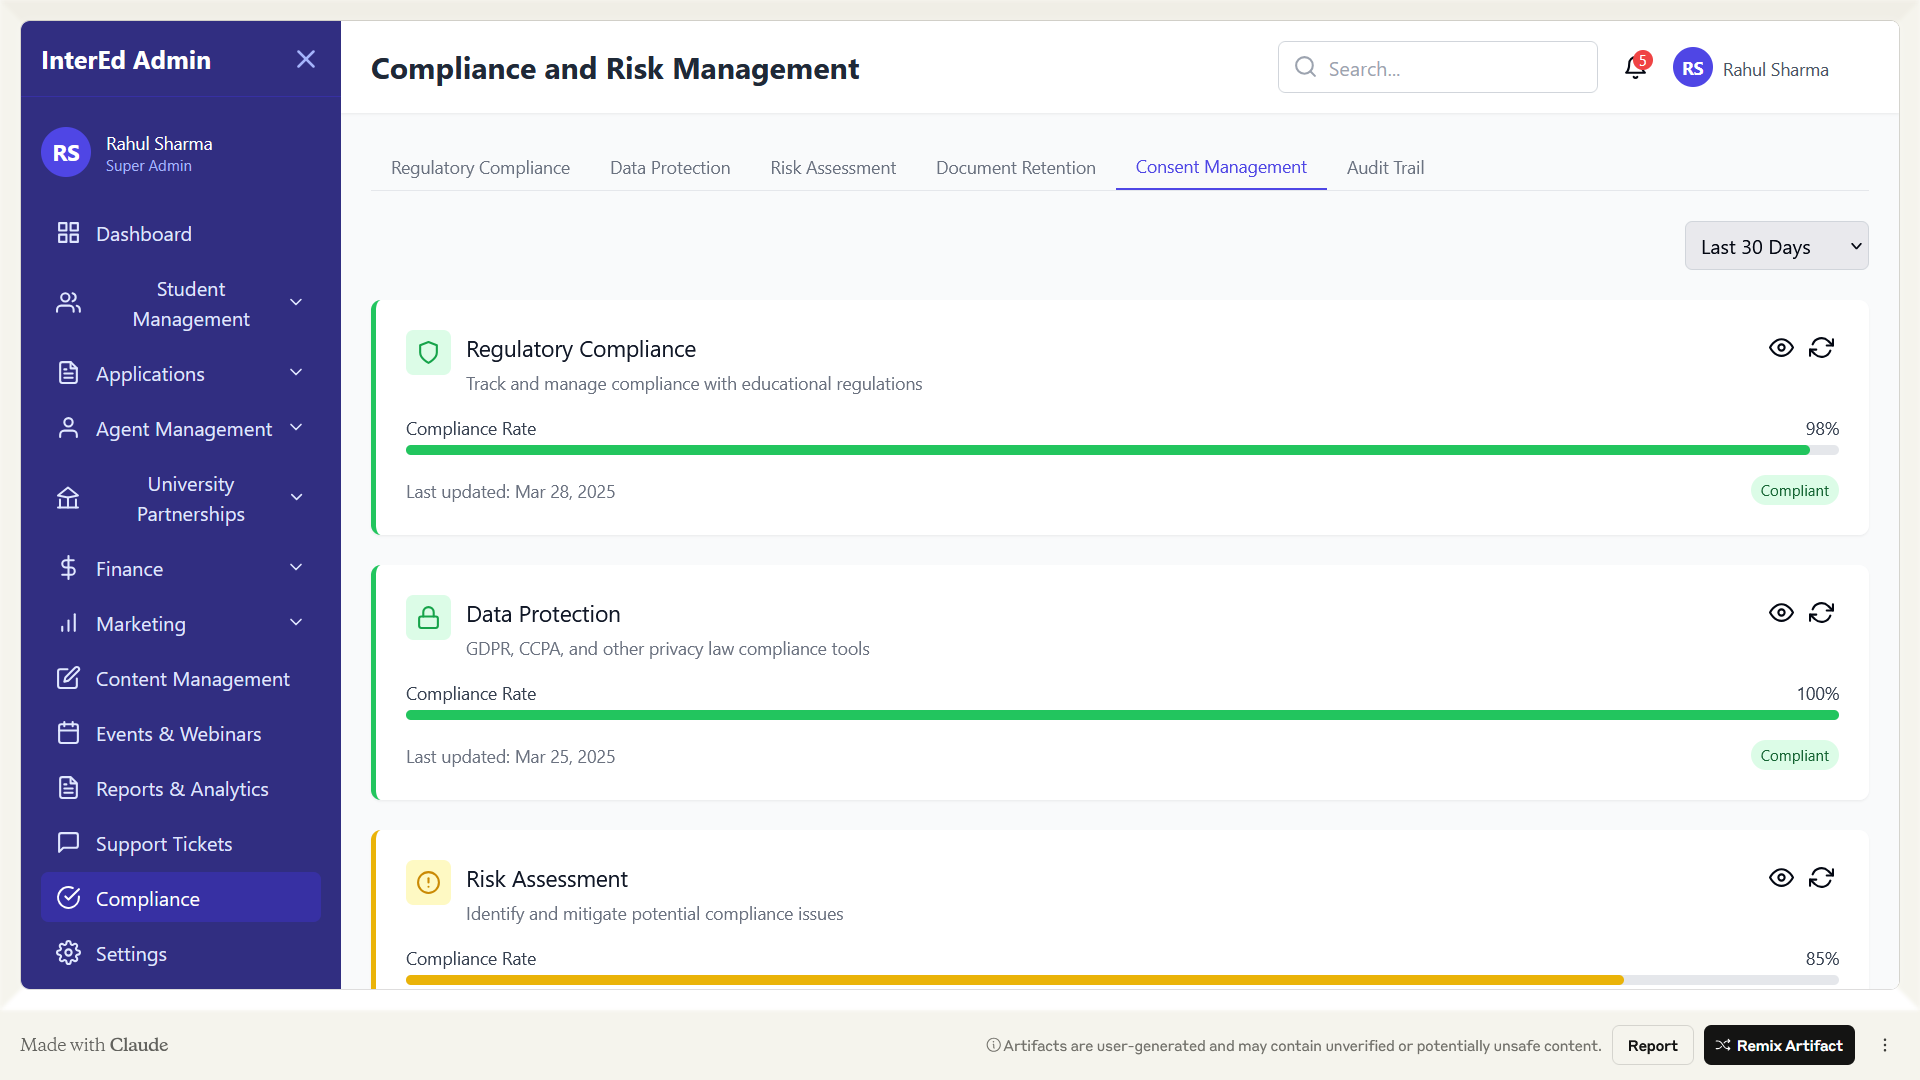 InterEd Admin
RS
Rahul Sharma
Super Admin
Dashboard
Student
Management
Applications
Agent Management
University
Partnerships
Finance
Marketing
Content Management
Events & Webinars
Reports & Analytics
Support Tickets
Compliance
Settings
Compliance and Risk Management
Search...
5
RS
Rahul Sharma
Regulatory Compliance
Data Protection
Risk Assessment
Document Retention
Consent Management
Audit Trail
Last 30 Days
Regulatory Compliance
Track and manage compliance with educational regulations
Compliance Rate
98%
Last updated: Mar 28, 2025
Compliant
Data Protection
GDPR, CCPA, and other privacy law compliance tools
Compliance Rate
100%
Last updated: Mar 25, 2025
Compliant
Risk Assessment
Identify and mitigate potential compliance issues
Compliance Rate
85%
Made with Claude
Artifacts are user-generated and may contain unverified or potentially unsafe content.
Report
Remix Artifact